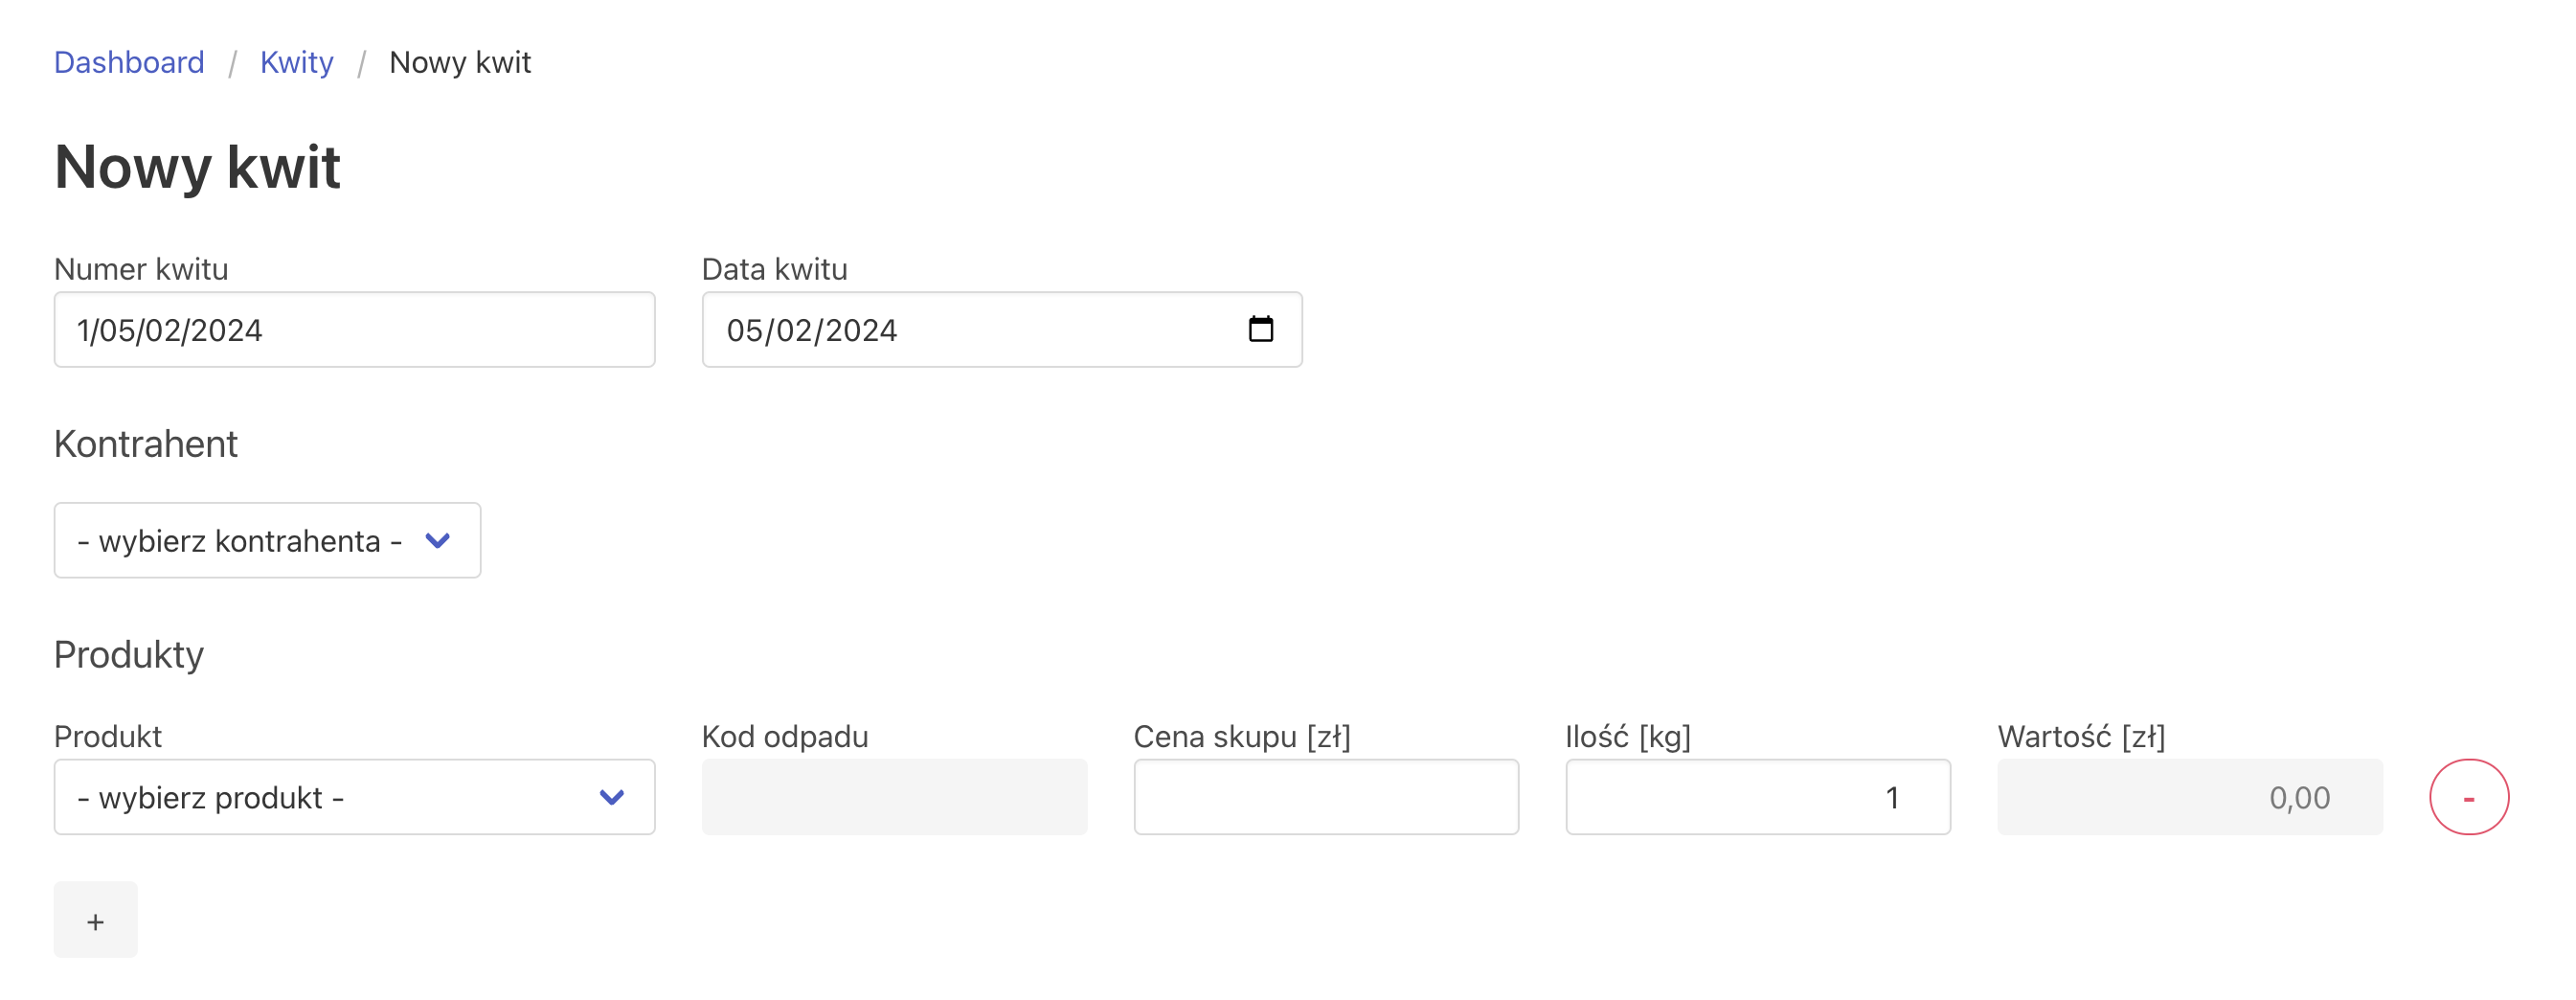 Dashboard / Kwity / Nowy kwit
Nowy kwit
Numer kwitu Data kwitu
1/05/02/2024 05/02/2024
Kontrahent
- wybierz kontrahenta -
Produkty
Produkt Kod odpadu Cena skupu [zł] Ilość [kg] Wartość [zł]
- wybierz produkt - 1 0,00 -
+